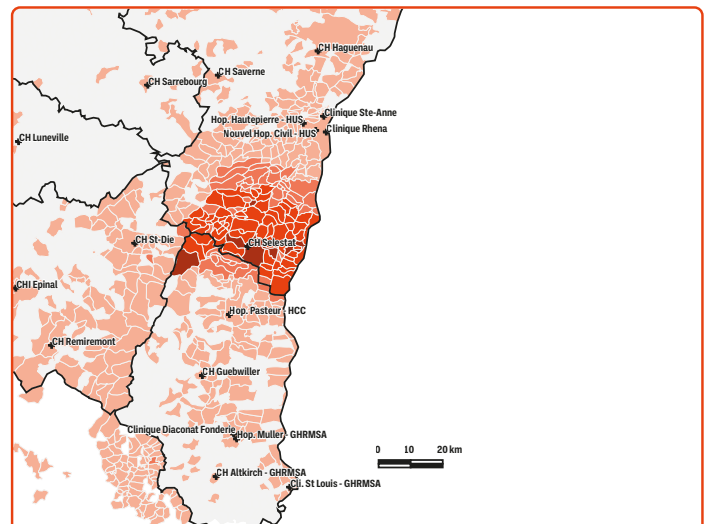 CH Haguenau
CH Saverne
CH Sarrebourg
Clinique Ste-Anne
Hop. Hautepierre - HUS
Clinique Rhena
Nouvel Hop. Civil - HUS
CH Luneville
CH St-Die
CH Selestat
CHI Epinal
Hop. Pasteur - HCC
CH Remiremont
CH Guebwiller
Clinique Diaconat Fonderie
Hop. Muller - GHRMSA
0 10 20 km
CH Altkirch - GHRMSA
Cli. St Louis - GHRMSA